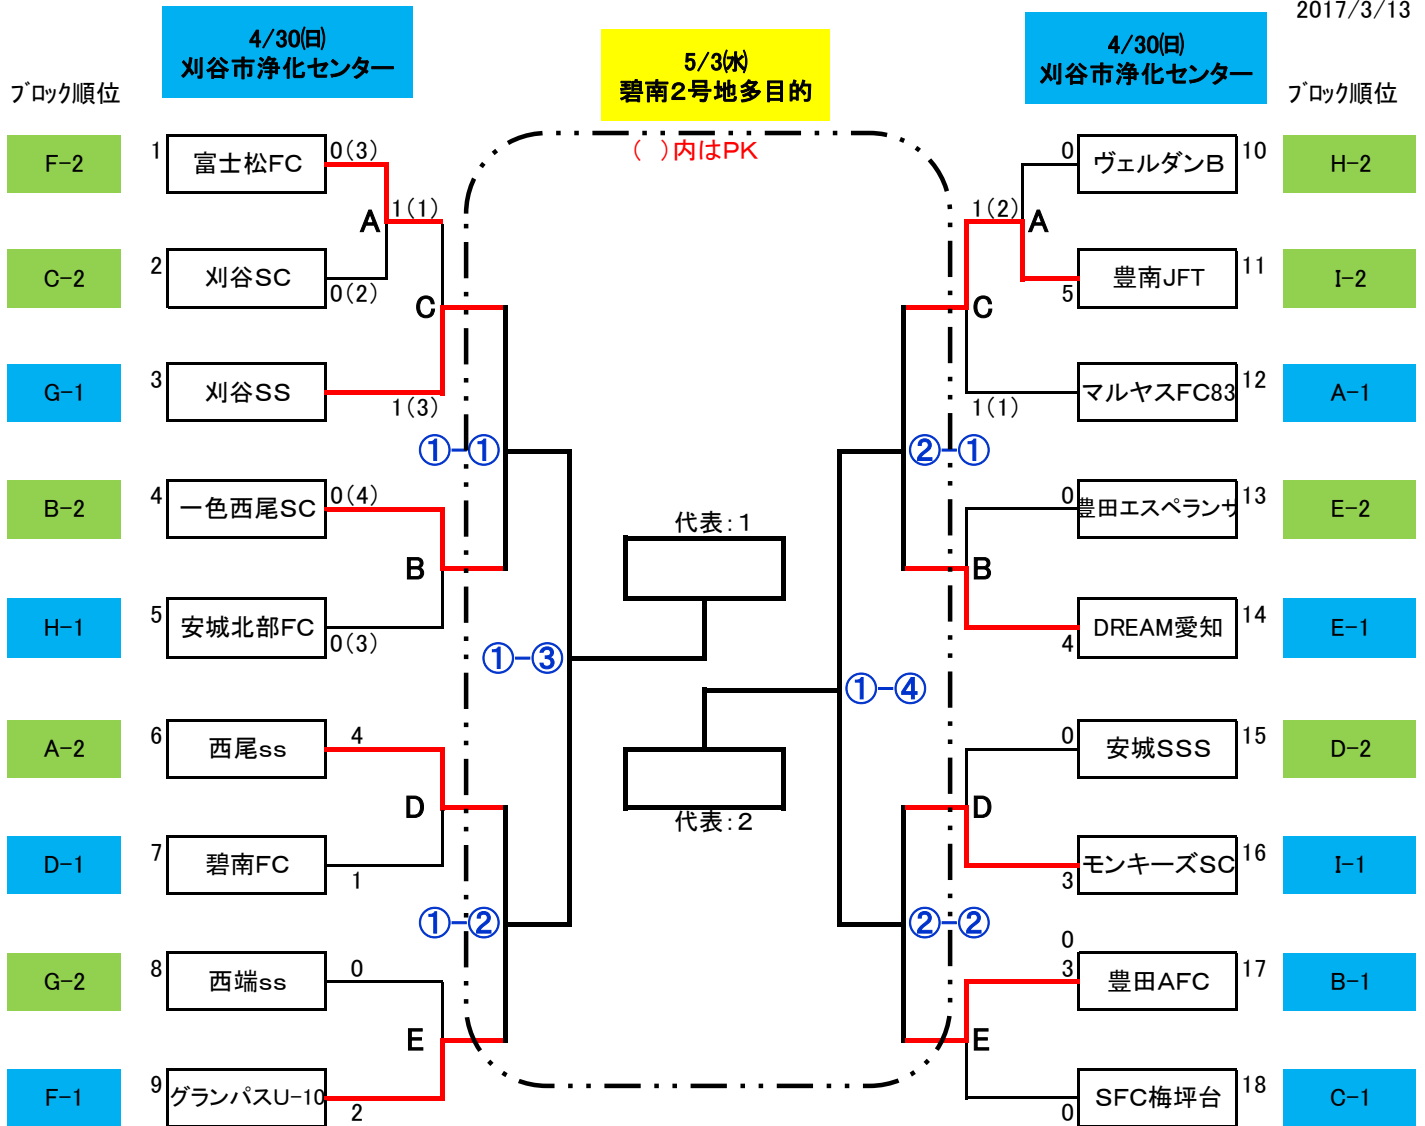 2017/3/13
4/30(日)
刈谷市浄化センター
5/3(水)
碧南2号地多目的
4/30(日)
刈谷市浄化センター
ブロック順位
ブロック順位
( )内はPK
F-2
1
富士松FC
0(3)
0
ヴェルダンB
10
H-2
A
1(1)
1(2)
A
C-2
2
刈谷SC
0(2)
5
豊南JFT
11
I-2
C
C
G-1
3
刈谷SS
1(3)
1(1)
マルヤスFC83
12
A-1
①-①
②-①
B-2
4
一色西尾SC
0(4)
0
豊田エスペランサ
13
E-2
代表:1
B
B
H-1
5
安城北部FC
0(3)
4
DREAM愛知
14
E-1
①-③
①-④
A-2
6
西尾ss
4
0
安城SSS
15
D-2
代表:2
D
D
D-1
7
碧南FC
1
3
モンキーズSC
16
I-1
①-②
②-②
0
G-2
8
西端ss
0
3
豊田AFC
17
B-1
E
E
F-1
9
グランパスU-10
2
0
SFC梅坪台
18
C-1